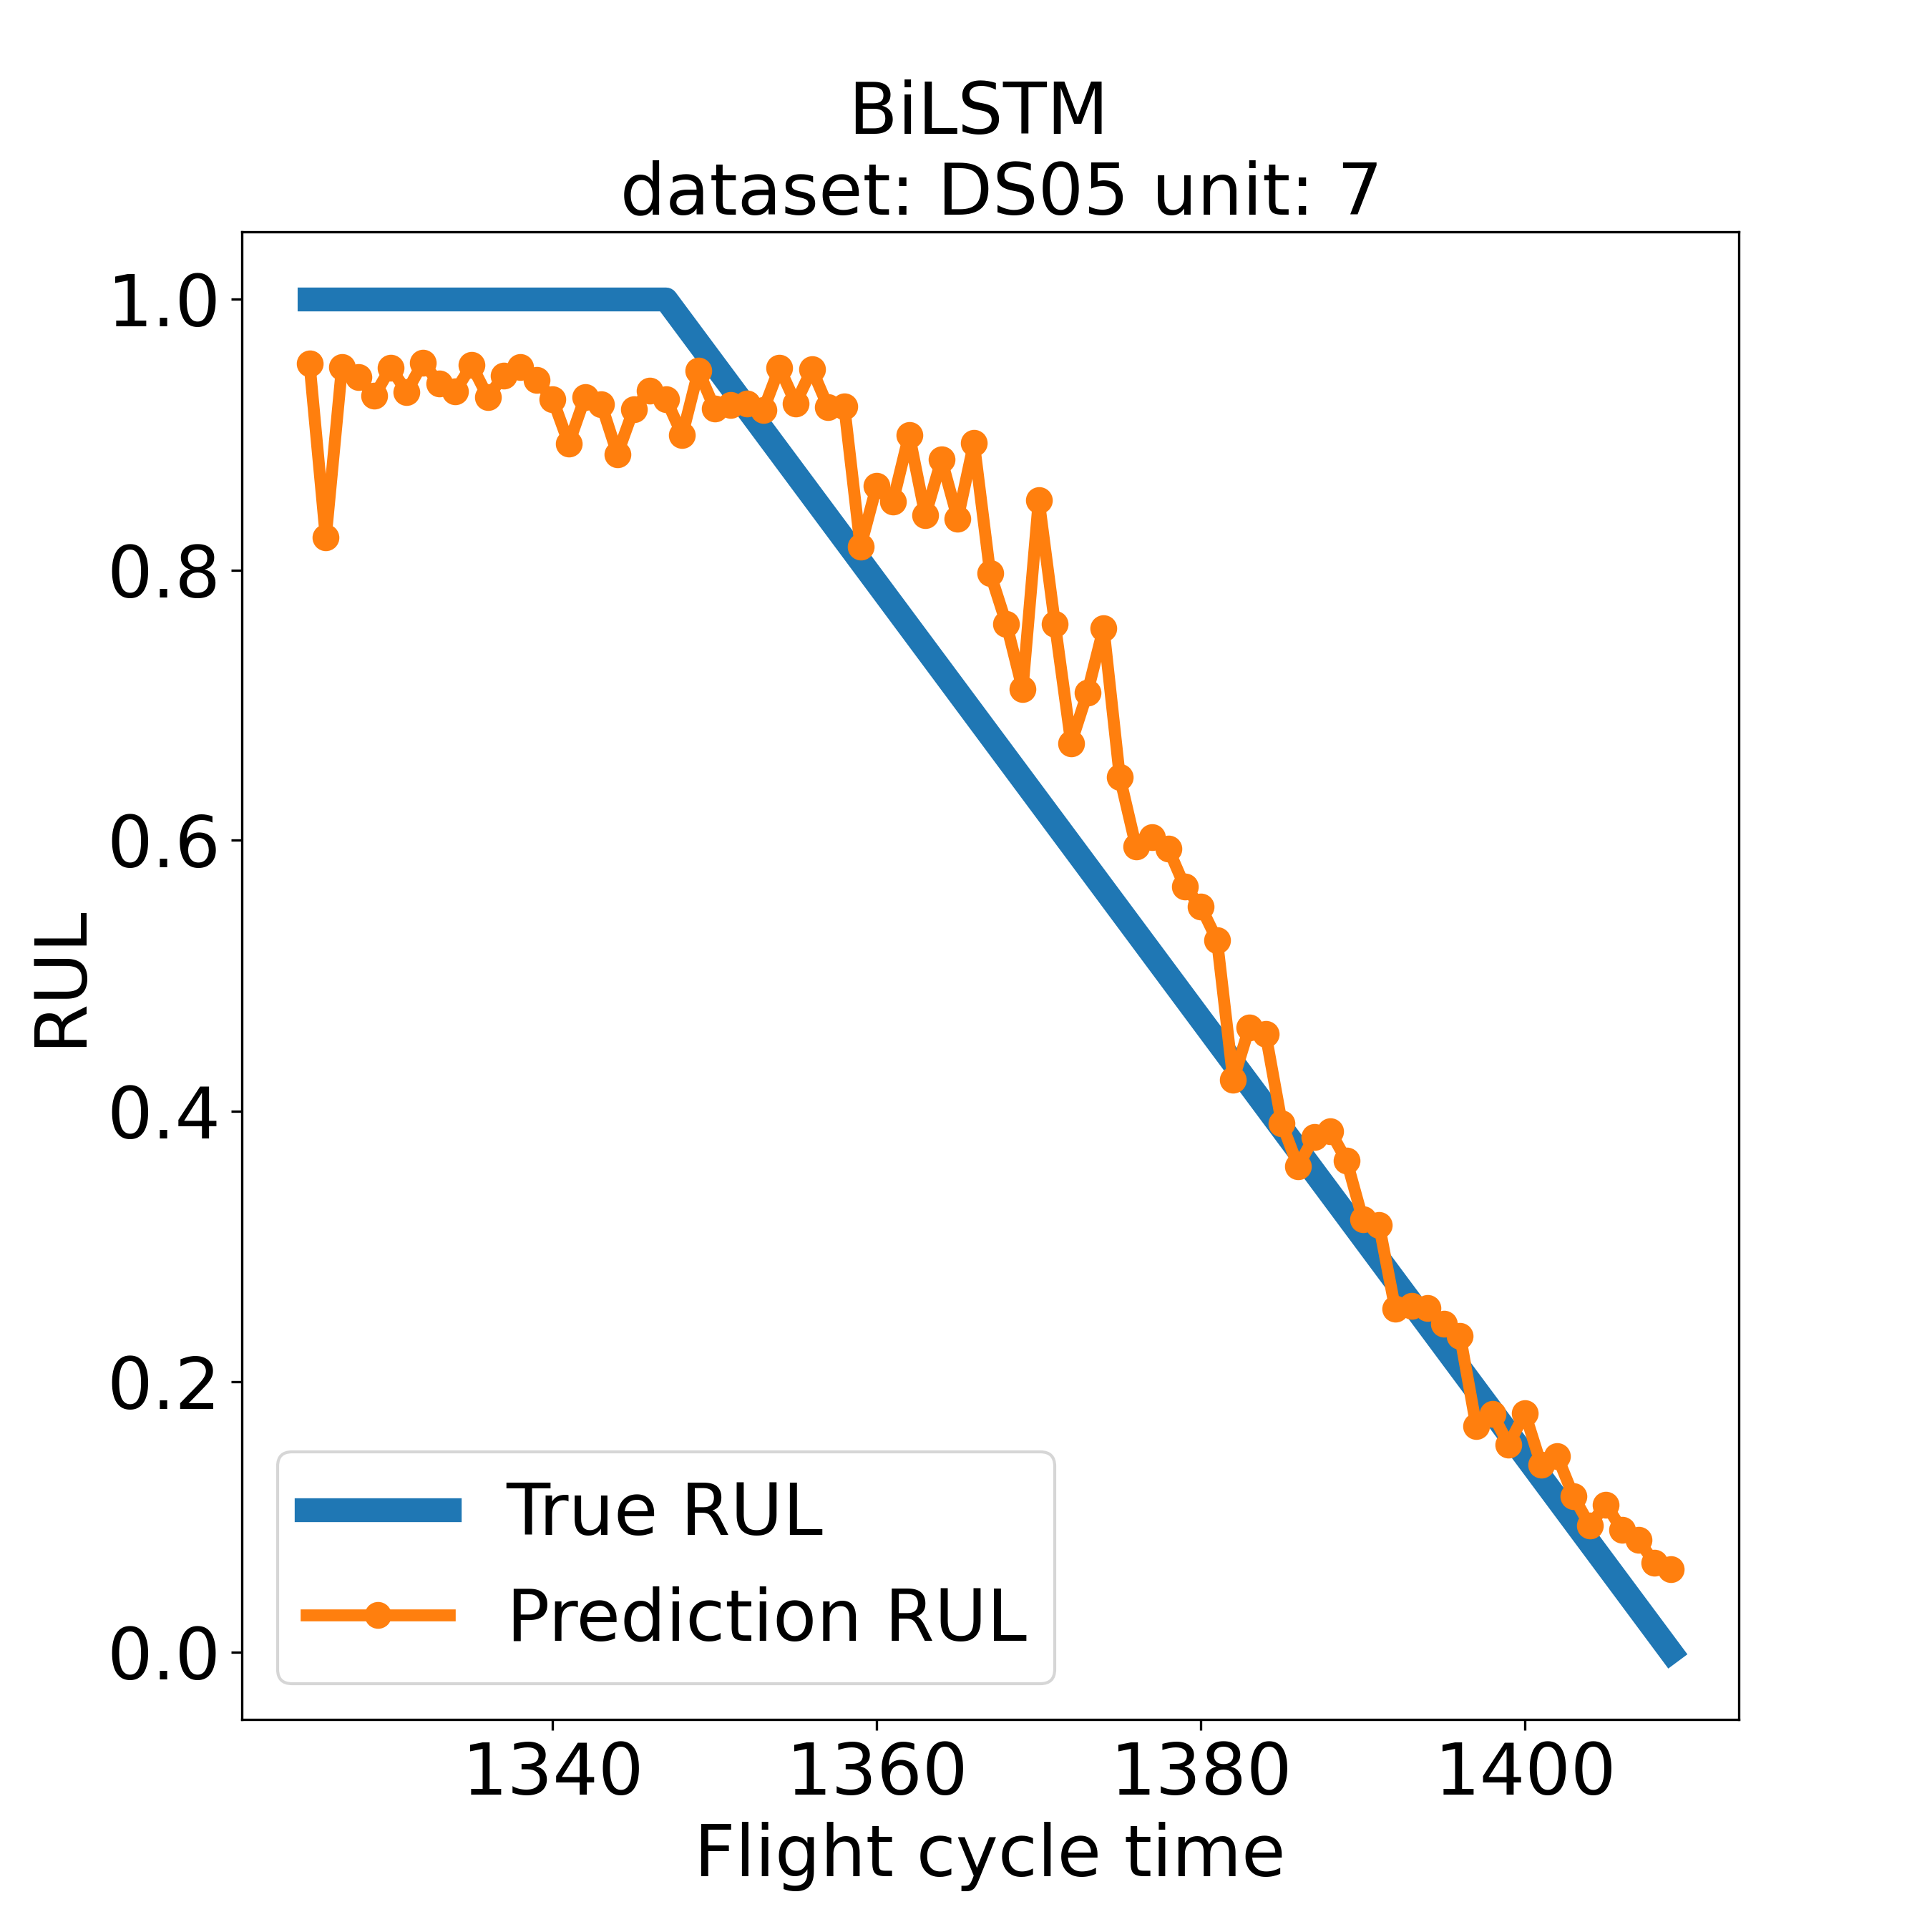 BiLSTM
dataset: DS05 unit: 7
1.0
0.8
0.6
0.4
0.2
0.0
RUL
True RUL
Prediction RUL
1340 1360 1380 1400
Flight cycle time